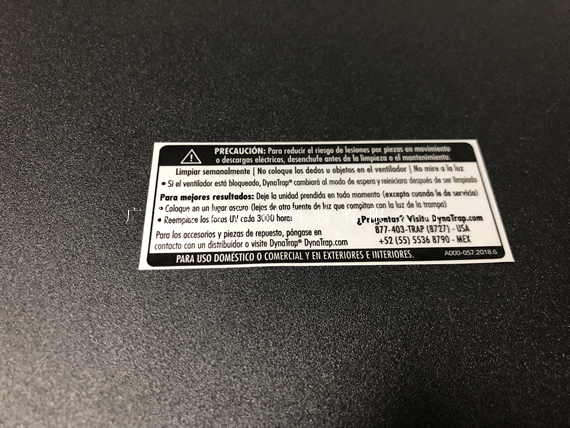 PRECAUCIÓN: Para reducir el riesgo de lesiones por piezas en movimiento
o descargas eléctricas, desenchufe antes de la limpieza o el mantenimiento.
Limpiar semanalmente | No coloque los dedos u objetos en el ventilador | No mire a la luz
• Si el ventilador está bloqueado, DynaTrap® cambiará al modo de espera y reiniciará después de ser limpiado
Para mejores resultados: Deje la unidad prendida en todo momento (excepto cuando le de servicio)
• Coloque en un lugar oscuro (lejos de otra fuente de luz que compitan con la luz de la trampa)
• Reemplace los focos UV cada 3000 horas
¿Preguntas? Visita DynaTrap.com
Para los accesorios y piezas de repuesto, póngase en
877-403-TRAP (8727) - USA
contacto con un distribuidor o visite DynaTrap® DynaTrap.com
+52 (55) 5536 8790 - MEX
PARA USO DOMÉSTICO O COMERCIAL Y EN EXTERIORES E INTERIORES.
A000-057.2018.6